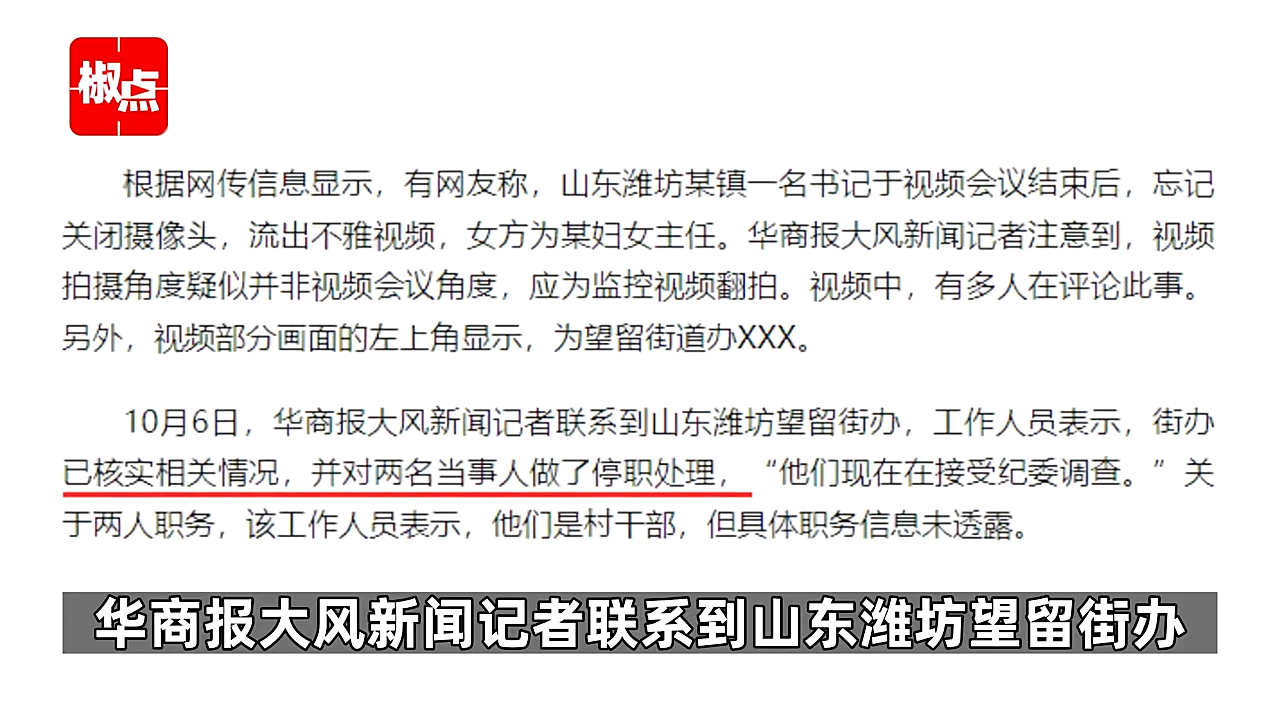 椒点
根据网传信息显示，有网友称，山东潍坊某镇一名书记于视频会议结束后，忘记
关闭摄像头，流出不雅视频，女方为某妇女主任。华商报大风新闻记者注意到，视频
拍摄角度疑似并非视频会议角度，应为监控视频翻拍。视频中，有多人在评论此事。
另外，视频部分画面的左上角显示，为望留街道办XXX。
10月6日，华商报大风新闻记者联系到山东潍坊望留街办，工作人员表示，街办
已核实相关情况，并对两名当事人做了停职处理，“他们现在在接受纪委调查。”关
于两人职务，该工作人员表示，他们是村干部，但具体职务信息未透露。
华商报大风新闻记者联系到山东潍坊望留街办